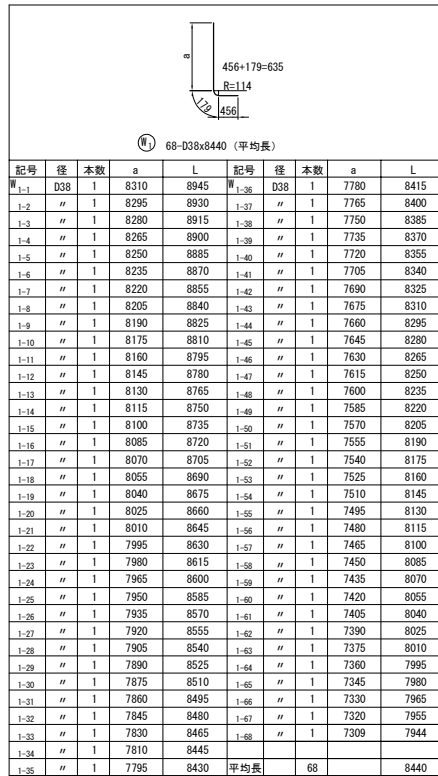 a
456+179=635
R=114
179
456
W1 68-D38x8440 (平均長)
記号 径 本数 a L 記号 径 本数 a L
W1-1 D38 1 8310 8945 W1-36 D38 1 7780 8415
1-2 〃 1 8295 8930 1-37 〃 1 7765 8400
1-3 〃 1 8280 8915 1-38 〃 1 7750 8385
1-4 〃 1 8265 8900 1-39 〃 1 7735 8370
1-5 〃 1 8250 8885 1-40 〃 1 7720 8355
1-6 〃 1 8235 8870 1-41 〃 1 7705 8340
1-7 〃 1 8220 8855 1-42 〃 1 7690 8325
1-8 〃 1 8205 8840 1-43 〃 1 7675 8310
1-9 〃 1 8190 8825 1-44 〃 1 7660 8295
1-10 〃 1 8175 8810 1-45 〃 1 7645 8280
1-11 〃 1 8160 8795 1-46 〃 1 7630 8265
1-12 〃 1 8145 8780 1-47 〃 1 7615 8250
1-13 〃 1 8130 8765 1-48 〃 1 7600 8235
1-14 〃 1 8115 8750 1-49 〃 1 7585 8220
1-15 〃 1 8100 8735 1-50 〃 1 7570 8205
1-16 〃 1 8085 8720 1-51 〃 1 7555 8190
1-17 〃 1 8070 8705 1-52 〃 1 7540 8175
1-18 〃 1 8055 8690 1-53 〃 1 7525 8160
1-19 〃 1 8040 8675 1-54 〃 1 7510 8145
1-20 〃 1 8025 8660 1-55 〃 1 7495 8130
1-21 〃 1 8010 8645 1-56 〃 1 7480 8115
1-22 〃 1 7995 8630 1-57 〃 1 7465 8100
1-23 〃 1 7980 8615 1-58 〃 1 7450 8085
1-24 〃 1 7965 8600 1-59 〃 1 7435 8070
1-25 〃 1 7950 8585 1-60 〃 1 7420 8055
1-26 〃 1 7935 8570 1-61 〃 1 7405 8040
1-27 〃 1 7920 8555 1-62 〃 1 7390 8025
1-28 〃 1 7905 8540 1-63 〃 1 7375 8010
1-29 〃 1 7890 8525 1-64 〃 1 7360 7995
1-30 〃 1 7875 8510 1-65 〃 1 7345 7980
1-31 〃 1 7860 8495 1-66 〃 1 7330 7965
1-32 〃 1 7845 8480 1-67 〃 1 7320 7955
1-33 〃 1 7830 8465 1-68 〃 1 7309 7944
1-34 〃 1 7810 8445
1-35 〃 1 7795 8430 平均長 68 8440